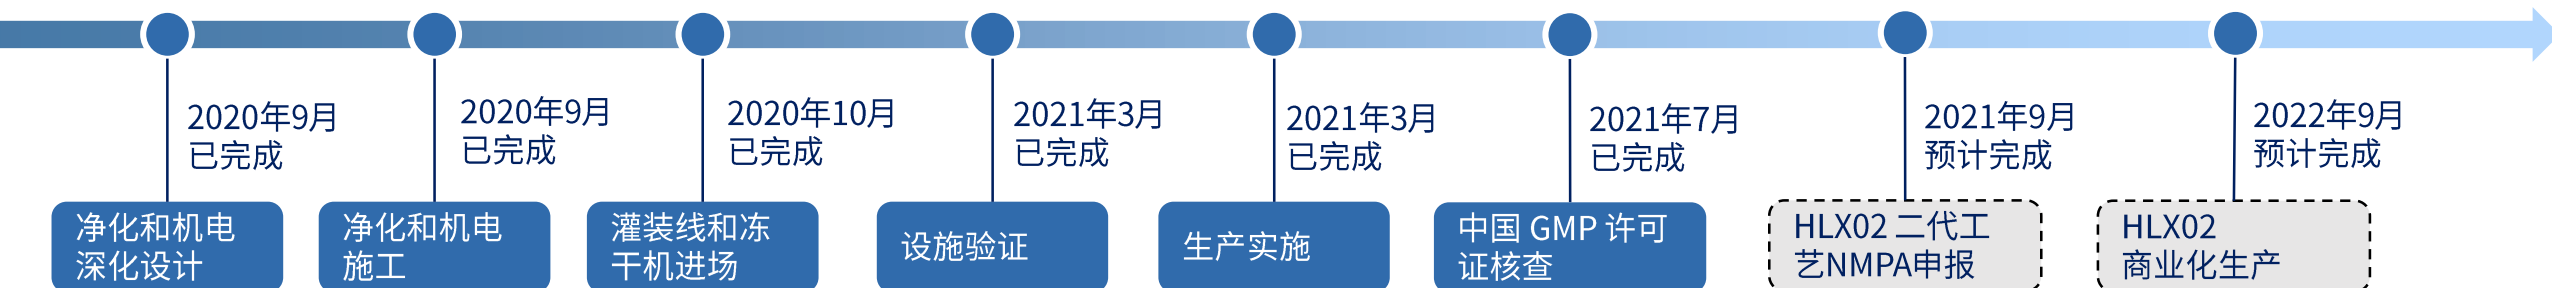 2020年9月
已完成
净化和机电
深化设计
2020年9月
已完成
净化和机电
施工
2020年10月
已完成
灌装线和冻
干机进场
2021年3月
已完成
设施验证
2021年3月
已完成
生产实施
2021年7月
已完成
中国 GMP 许可
证核查
2021年9月
预计完成
HLX02 二代工
艺NMPA申报
2022年9月
预计完成
HLX02
商业化生产